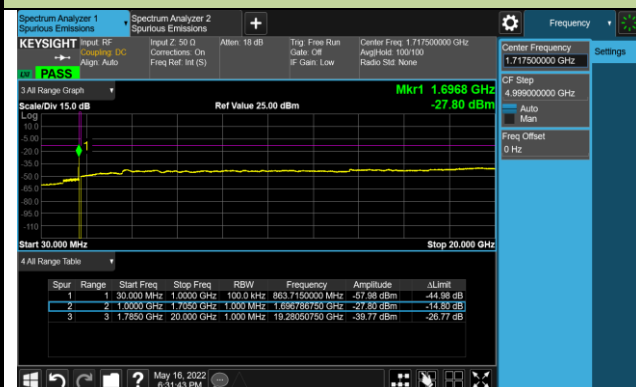 Spectrum Analyzer 1
Spurious Emissions
Spectrum Analyzer 2
Spurious Emissions
+
Frequency
KEYSIGHT
Input: RF
Coupling: DC
Align: Auto
Input Z: 50 Ω
Corrections: On
Freq Ref: Int (S)
Atten: 18 dB
Trig: Free Run
Gate: Off
IF Gain: Low
Center Freq: 1.717500000 GHz
Avg|Hold: 100/100
Radio Std: None
PASS
Center Frequency
1.717500000 GHz
Settings
CF Step
4.999000000 GHz
Auto
Man
Freq Offset
0 Hz
3 All Range Graph
Mkr1 1.6968 GHz
-27.80 dBm
Scale/Div 15.0 dB
Ref Value 25.00 dBm
Log
10.0
-5.00
-20.0
-35.0
-50.0
-65.0
-80.0
-95.0
-110
1
Start 30.000 MHz
Stop 20.000 GHz
4 All Range Table
Spur Range Start Freq Stop Freq RBW Frequency Amplitude ΔLimit
1 1 30.000 MHz 1.0000 GHz 100.0 kHz 863.7150000 MHz -57.98 dBm -44.98 dB
2 2 1.0000 GHz 1.7050 GHz 1.000 MHz 1.696786750 GHz -27.80 dBm -14.80 dB
3 3 1.7850 GHz 20.000 GHz 1.000 MHz 19.28050750 GHz -39.77 dBm -26.77 dB
?
May 16, 2022
6:31:43 PM